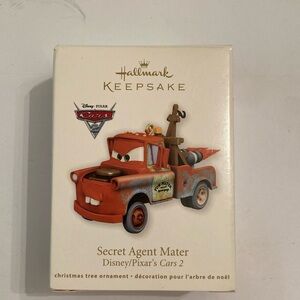 Hallmark
KEEPSAKE
Disney · PIXAR
Cars
2
Secret Agent Mater
Disney/Pixar's Cars 2
christmas tree ornament • décoration pour l'arbre de noël